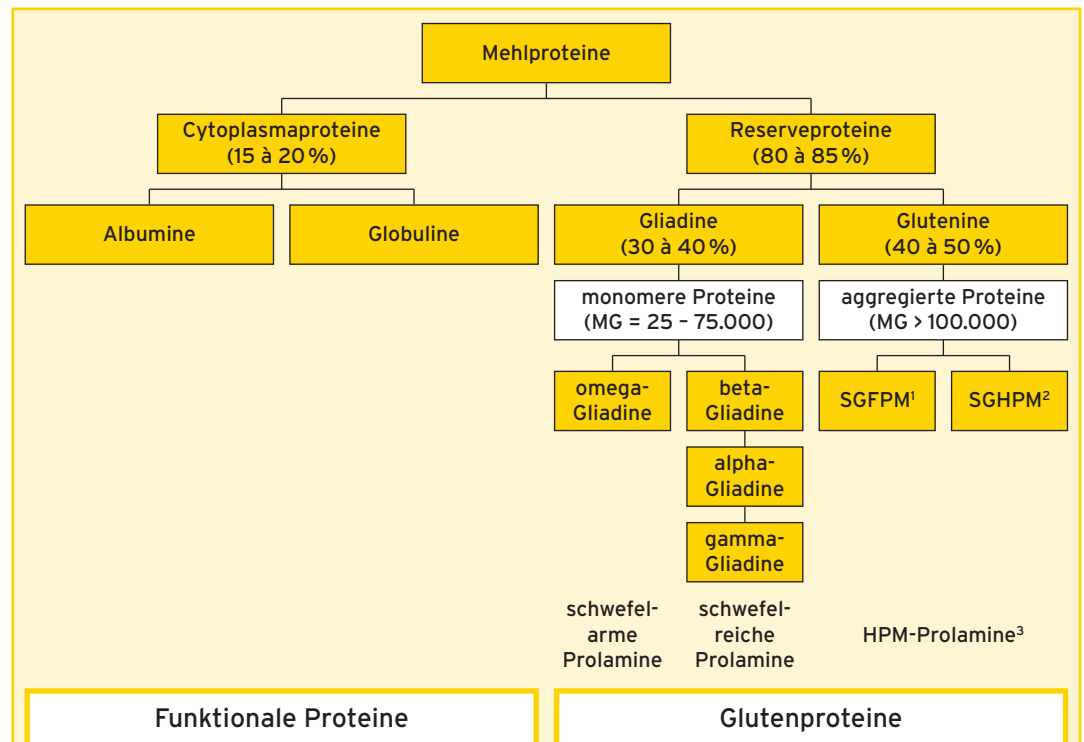 Mehlproteine
Cytoplasmaproteine
(15 à 20 %)
Reserveproteine
(80 à 85 %)
Albumine
Globuline
Gliadine
(30 à 40 %)
Glutenine
(40 à 50 %)
monomere Proteine
(MG = 25 – 75.000)
aggregierte Proteine
(MG > 100.000)
omega-
Gliadine
beta-
Gliadine
SGFPM¹
SGHPM²
alpha-
Gliadine
gamma-
Gliadine
schwefel-
arme
Prolamine
schwefel-
reiche
Prolamine
HPM-Prolamine³
Funktionale Proteine
Glutenproteine